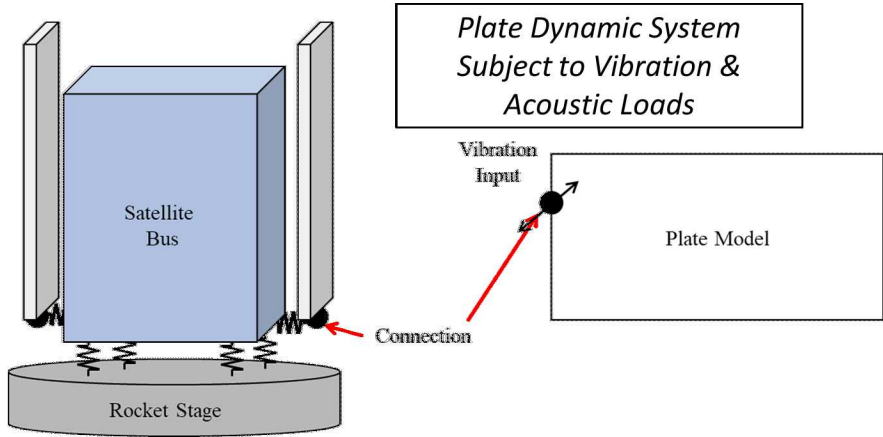 Plate Dynamic System
Subject to Vibration &
Acoustic Loads
Vibration
Input
Satellite
Bus
Plate Model
Connection
Rocket Stage